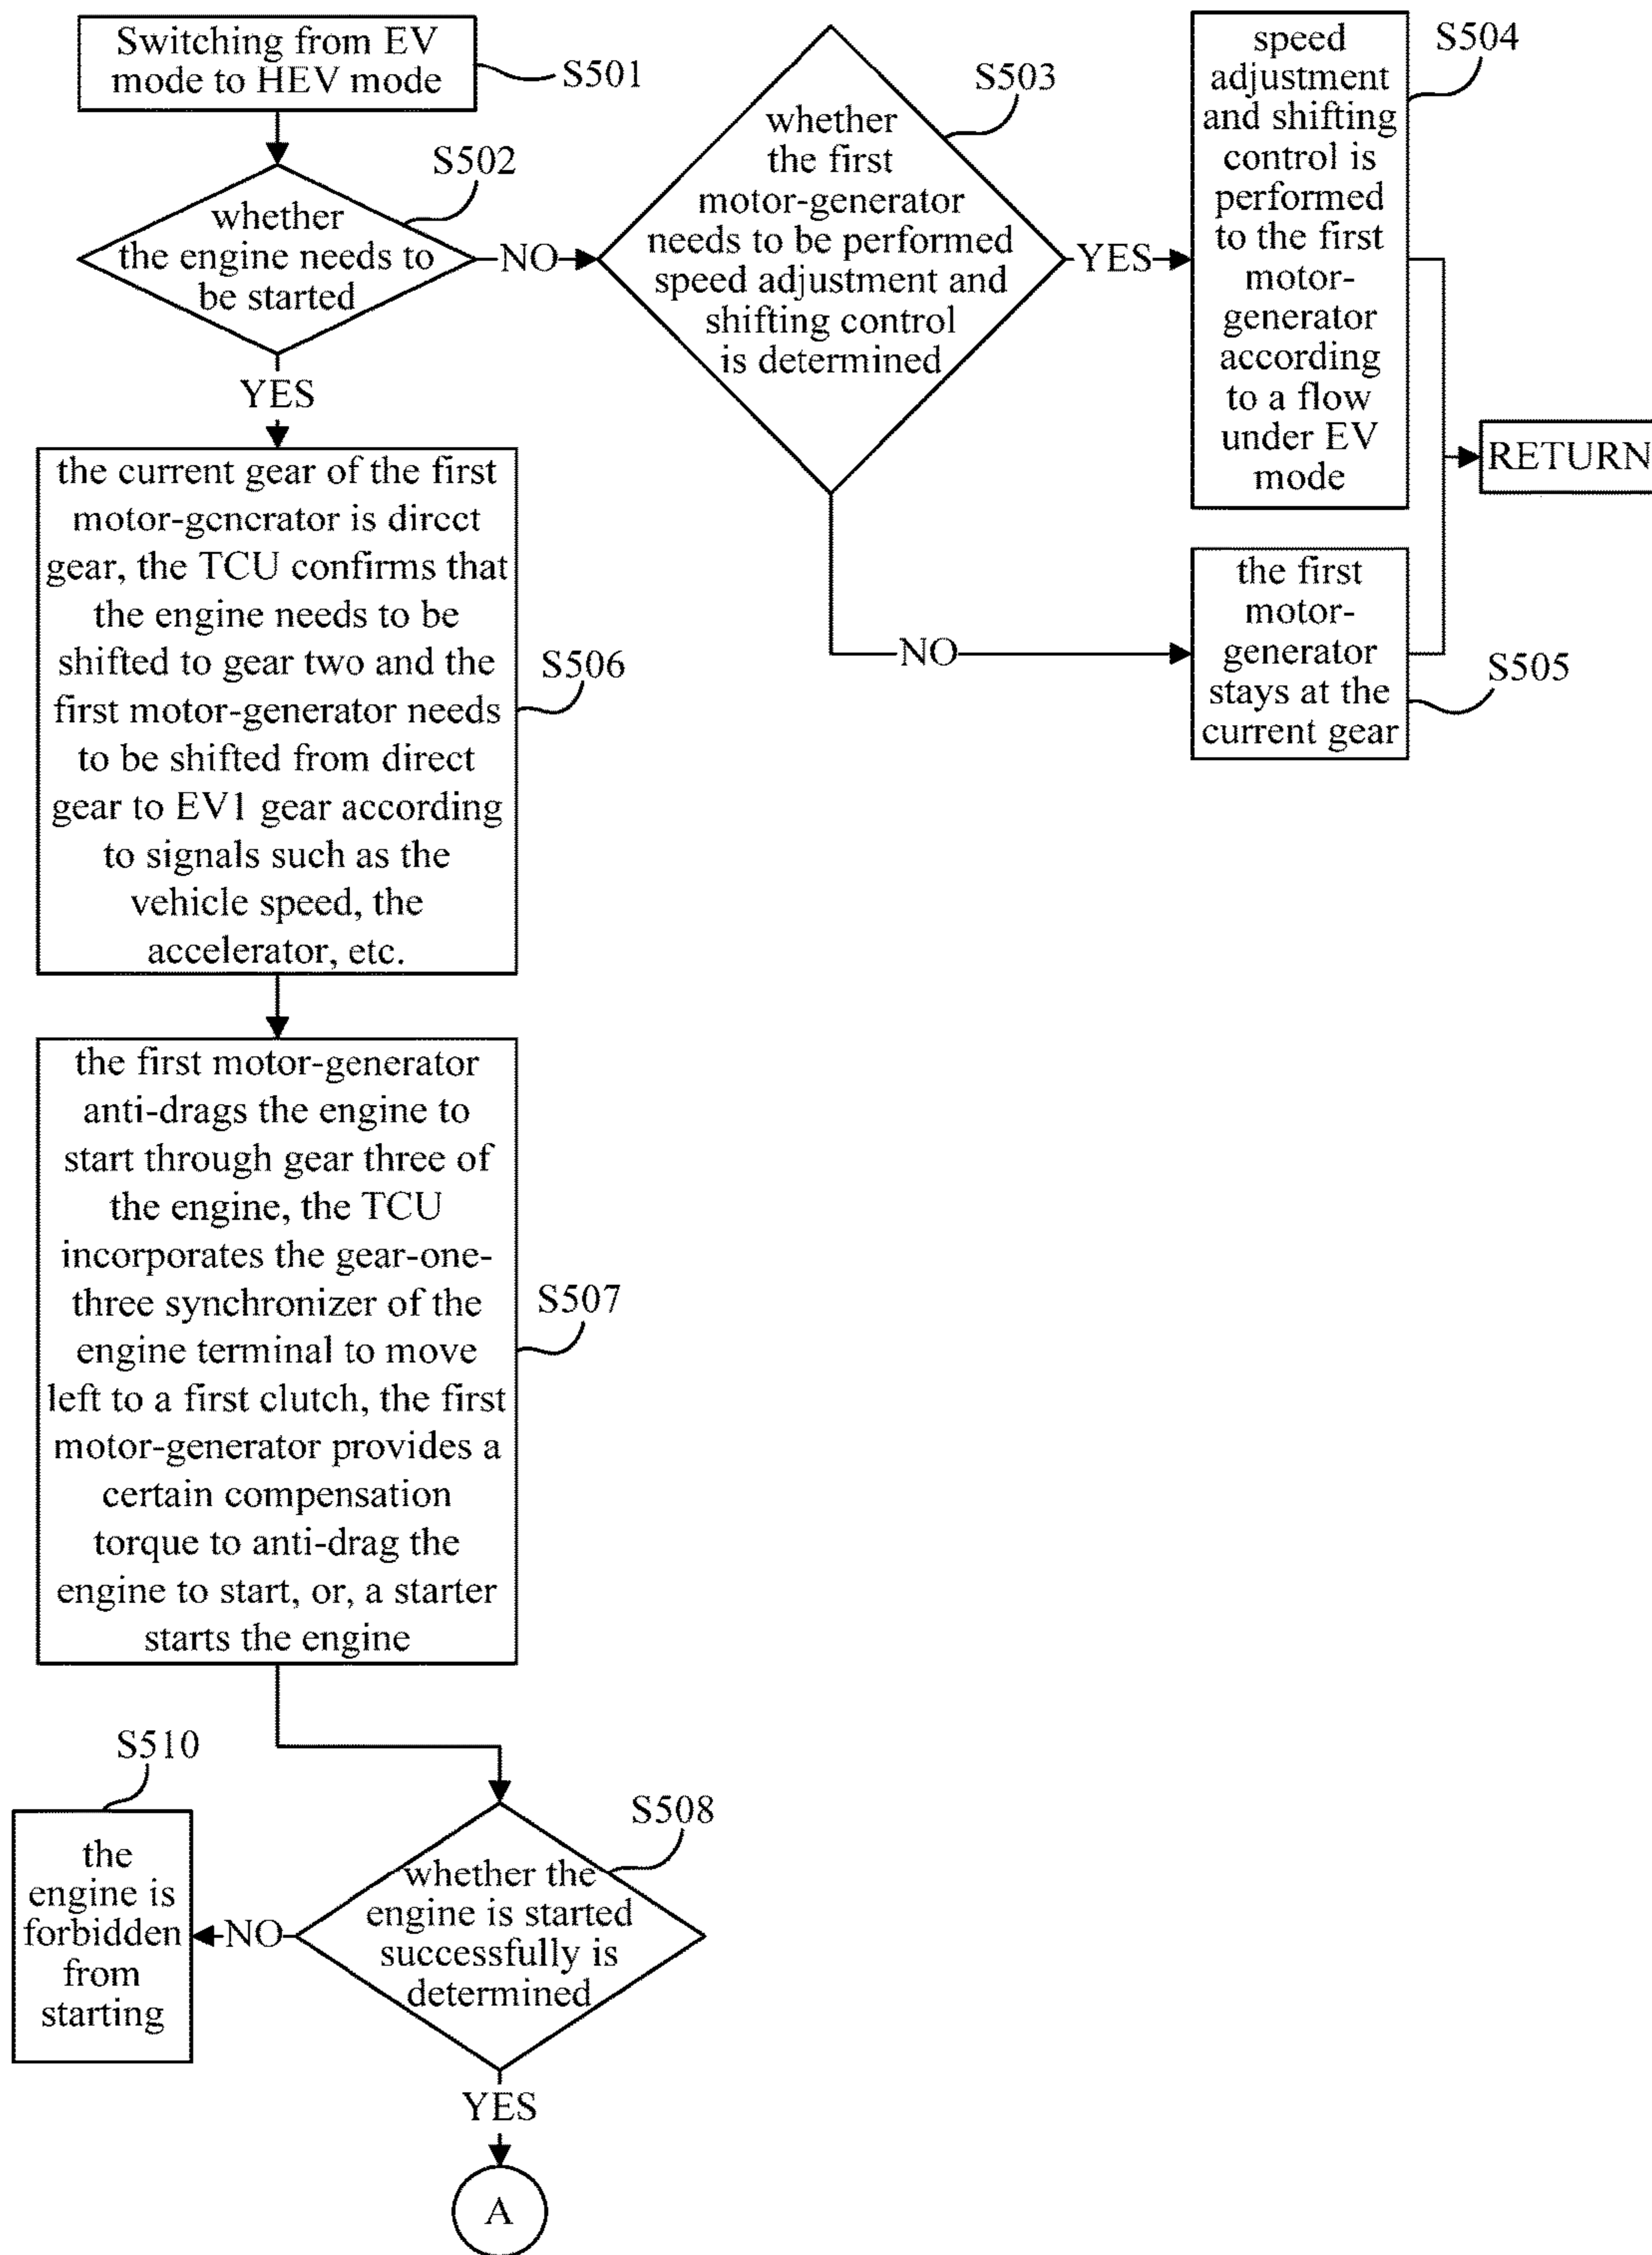 Switching from EV
mode to HEV mode
S501
S502
whether
the engine needs to
be started
NO
S503
whether
the first
motor-generator
needs to be performed
speed adjustment and
shifting control
is determined
YES
S504
speed
adjustment
and shifting
control is
performed
to the first
motor-
generator
according
to a flow
under EV
mode
RETURN
NO
the first
motor-
generator
stays at the
current gear
S505
YES
the current gear of the first
motor-generator is direct
gear, the TCU confirms that
the engine needs to be
shifted to gear two and the
first motor-generator needs
to be shifted from direct
gear to EV1 gear according
to signals such as the
vehicle speed, the
accelerator, etc.
S506
the first motor-generator
anti-drags the engine to
start through gear three of
the engine, the TCU
incorporates the gear-one-
three synchronizer of the
engine terminal to move
left to a first clutch, the first
motor-generator provides a
certain compensation
torque to anti-drag the
engine to start, or, a starter
starts the engine
S507
S508
whether the
engine is started
successfully is
determined
NO
S510
the
engine is
forbidden
from
starting
YES
A